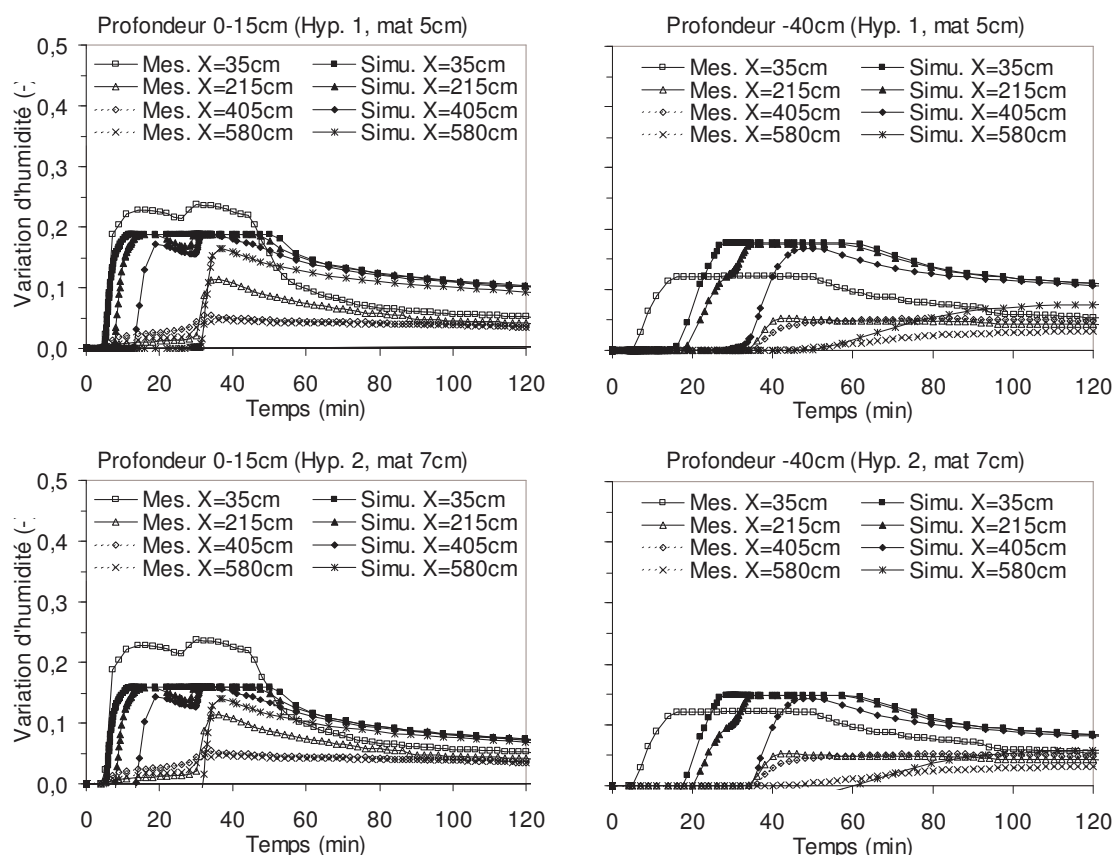 Profondeur 0-15cm (Hyp. 1, mat 5cm)
Variation d'humidité (-
0,5
0,4
0,3
0,2
0,1
0,0
Mes. X=35cm
Simu. X=35cm
Mes. X=215cm
Simu. X=215cm
Mes. X=405cm
Simu. X=405cm
Mes. X=580cm
Simu. X=580cm
0 20 40 60 80 100 120
Temps (min)
Profondeur -40cm (Hyp. 1, mat 5cm)
Mes. X=35cm
Simu. X=35cm
Mes. X=215cm
Simu. X=215cm
Mes. X=405cm
Simu. X=405cm
Mes. X=580cm
Simu. X=580cm
0 20 40 60 80 100 120
Temps (min)
Profondeur 0-15cm (Hyp. 2, mat 7cm)
Variation d'humidité (-
0,5
0,4
0,3
0,2
0,1
0,0
Mes. X=35cm
Simu. X=35cm
Mes. X=215cm
Simu. X=215cm
Mes. X=405cm
Simu. X=405cm
Mes. X=580cm
Simu. X=580cm
0 20 40 60 80 100 120
Temps (min)
Profondeur -40cm (Hyp. 2, mat 7cm)
Mes. X=35cm
Simu. X=35cm
Mes. X=215cm
Simu. X=215cm
Mes. X=405cm
Simu. X=405cm
Mes. X=580cm
Simu. X=580cm
0 20 40 60 80 100 120
Temps (min)